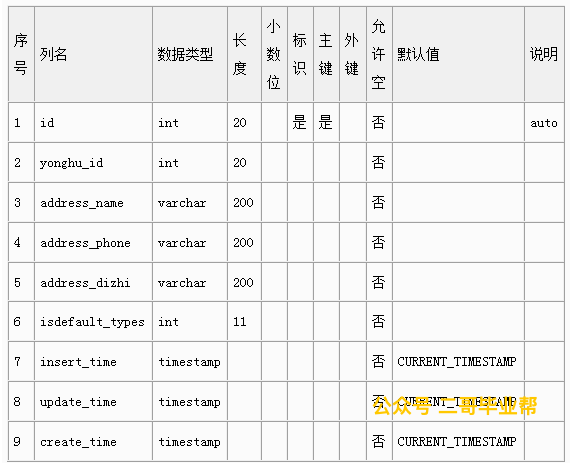 序号 列名 数据类型 长度 小数位 标识 主键 外键 允许空 默认值 说明
1 id int 20 是 是 否 auto
2 yonghu_id int 20 否
3 address_name varchar 200 否
4 address_phone varchar 200 否
5 address_dizhi varchar 200 否
6 isdefault_types int 11 否
7 insert_time timestamp 否 CURRENT_TIMESTAMP
8 update_time timestamp 否 CURRENT_TIMESTAMP
公众号 二哥毕业帮
9 create_time timestamp 否 CURRENT_TIMESTAMP